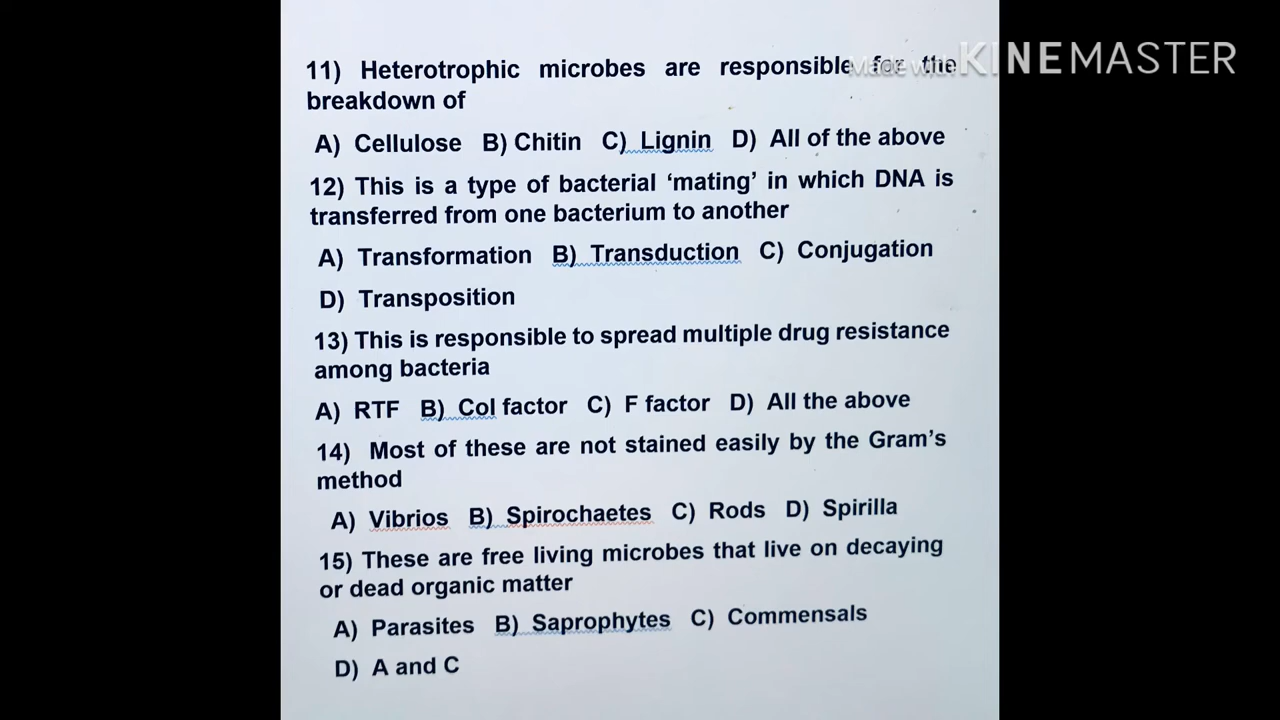 Made with KINEMASTER
11) Heterotrophic microbes are responsible for the
breakdown of
A) Cellulose B) Chitin C) Lignin D) All of the above
12) This is a type of bacterial ‘mating’ in which DNA is
transferred from one bacterium to another
A) Transformation B) Transduction C) Conjugation
D) Transposition
13) This is responsible to spread multiple drug resistance
among bacteria
A) RTF B) Col factor C) F factor D) All the above
14) Most of these are not stained easily by the Gram’s
method
A) Vibrios B) Spirochaetes C) Rods D) Spirilla
15) These are free living microbes that live on decaying
or dead organic matter
A) Parasites B) Saprophytes C) Commensals
D) A and C